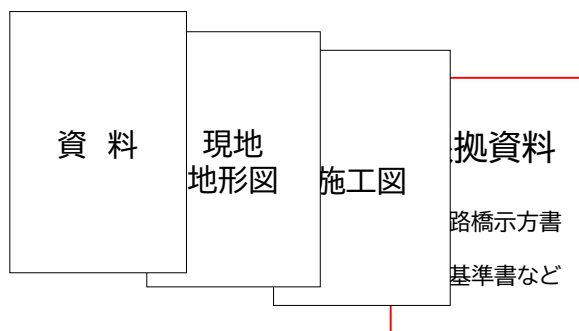 資 料
現地
地形図
施工図
拠資料
路橋示方書
基準書など